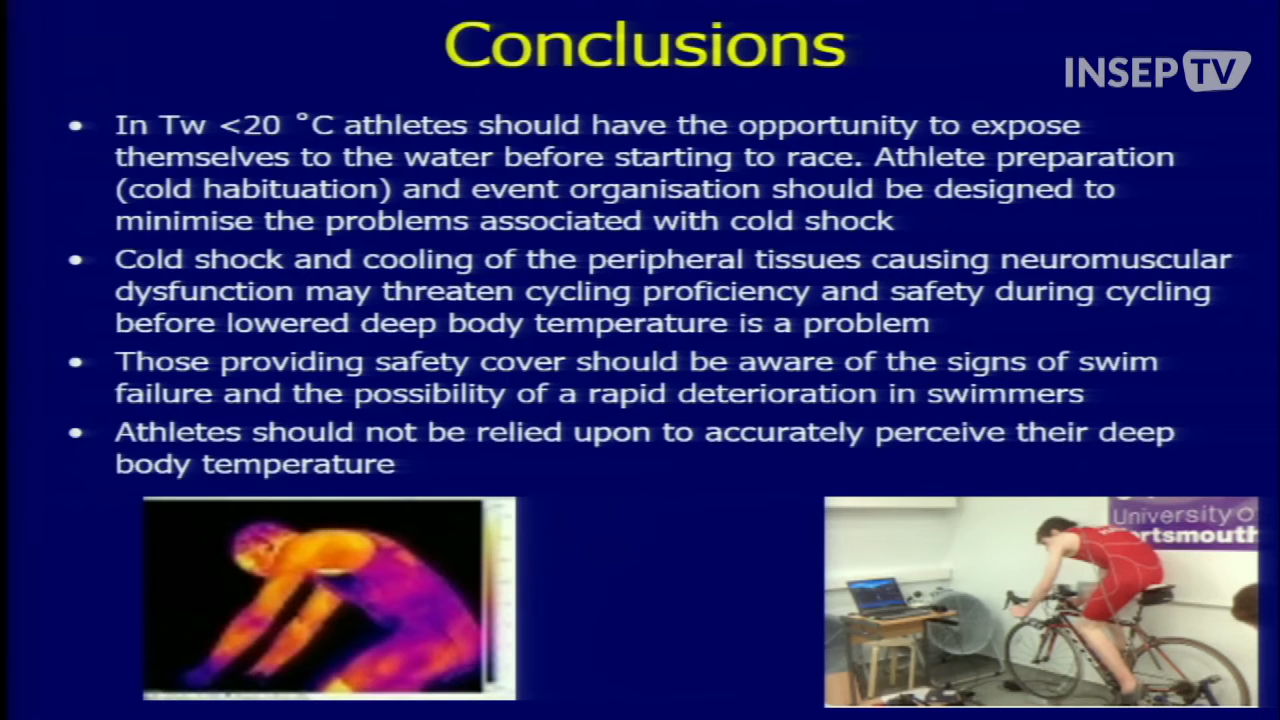 Conclusions
INSEP TV
• In Tw <20 °C athletes should have the opportunity to expose
themselves to the water before starting to race. Athlete preparation
(cold habituation) and event organisation should be designed to
minimise the problems associated with cold shock
• Cold shock and cooling of the peripheral tissues causing neuromuscular
dysfunction may threaten cycling proficiency and safety during cycling
before lowered deep body temperature is a problem
• Those providing safety cover should be aware of the signs of swim
failure and the possibility of a rapid deterioration in swimmers
• Athletes should not be relied upon to accurately perceive their deep
body temperature
University o
rtsmouth